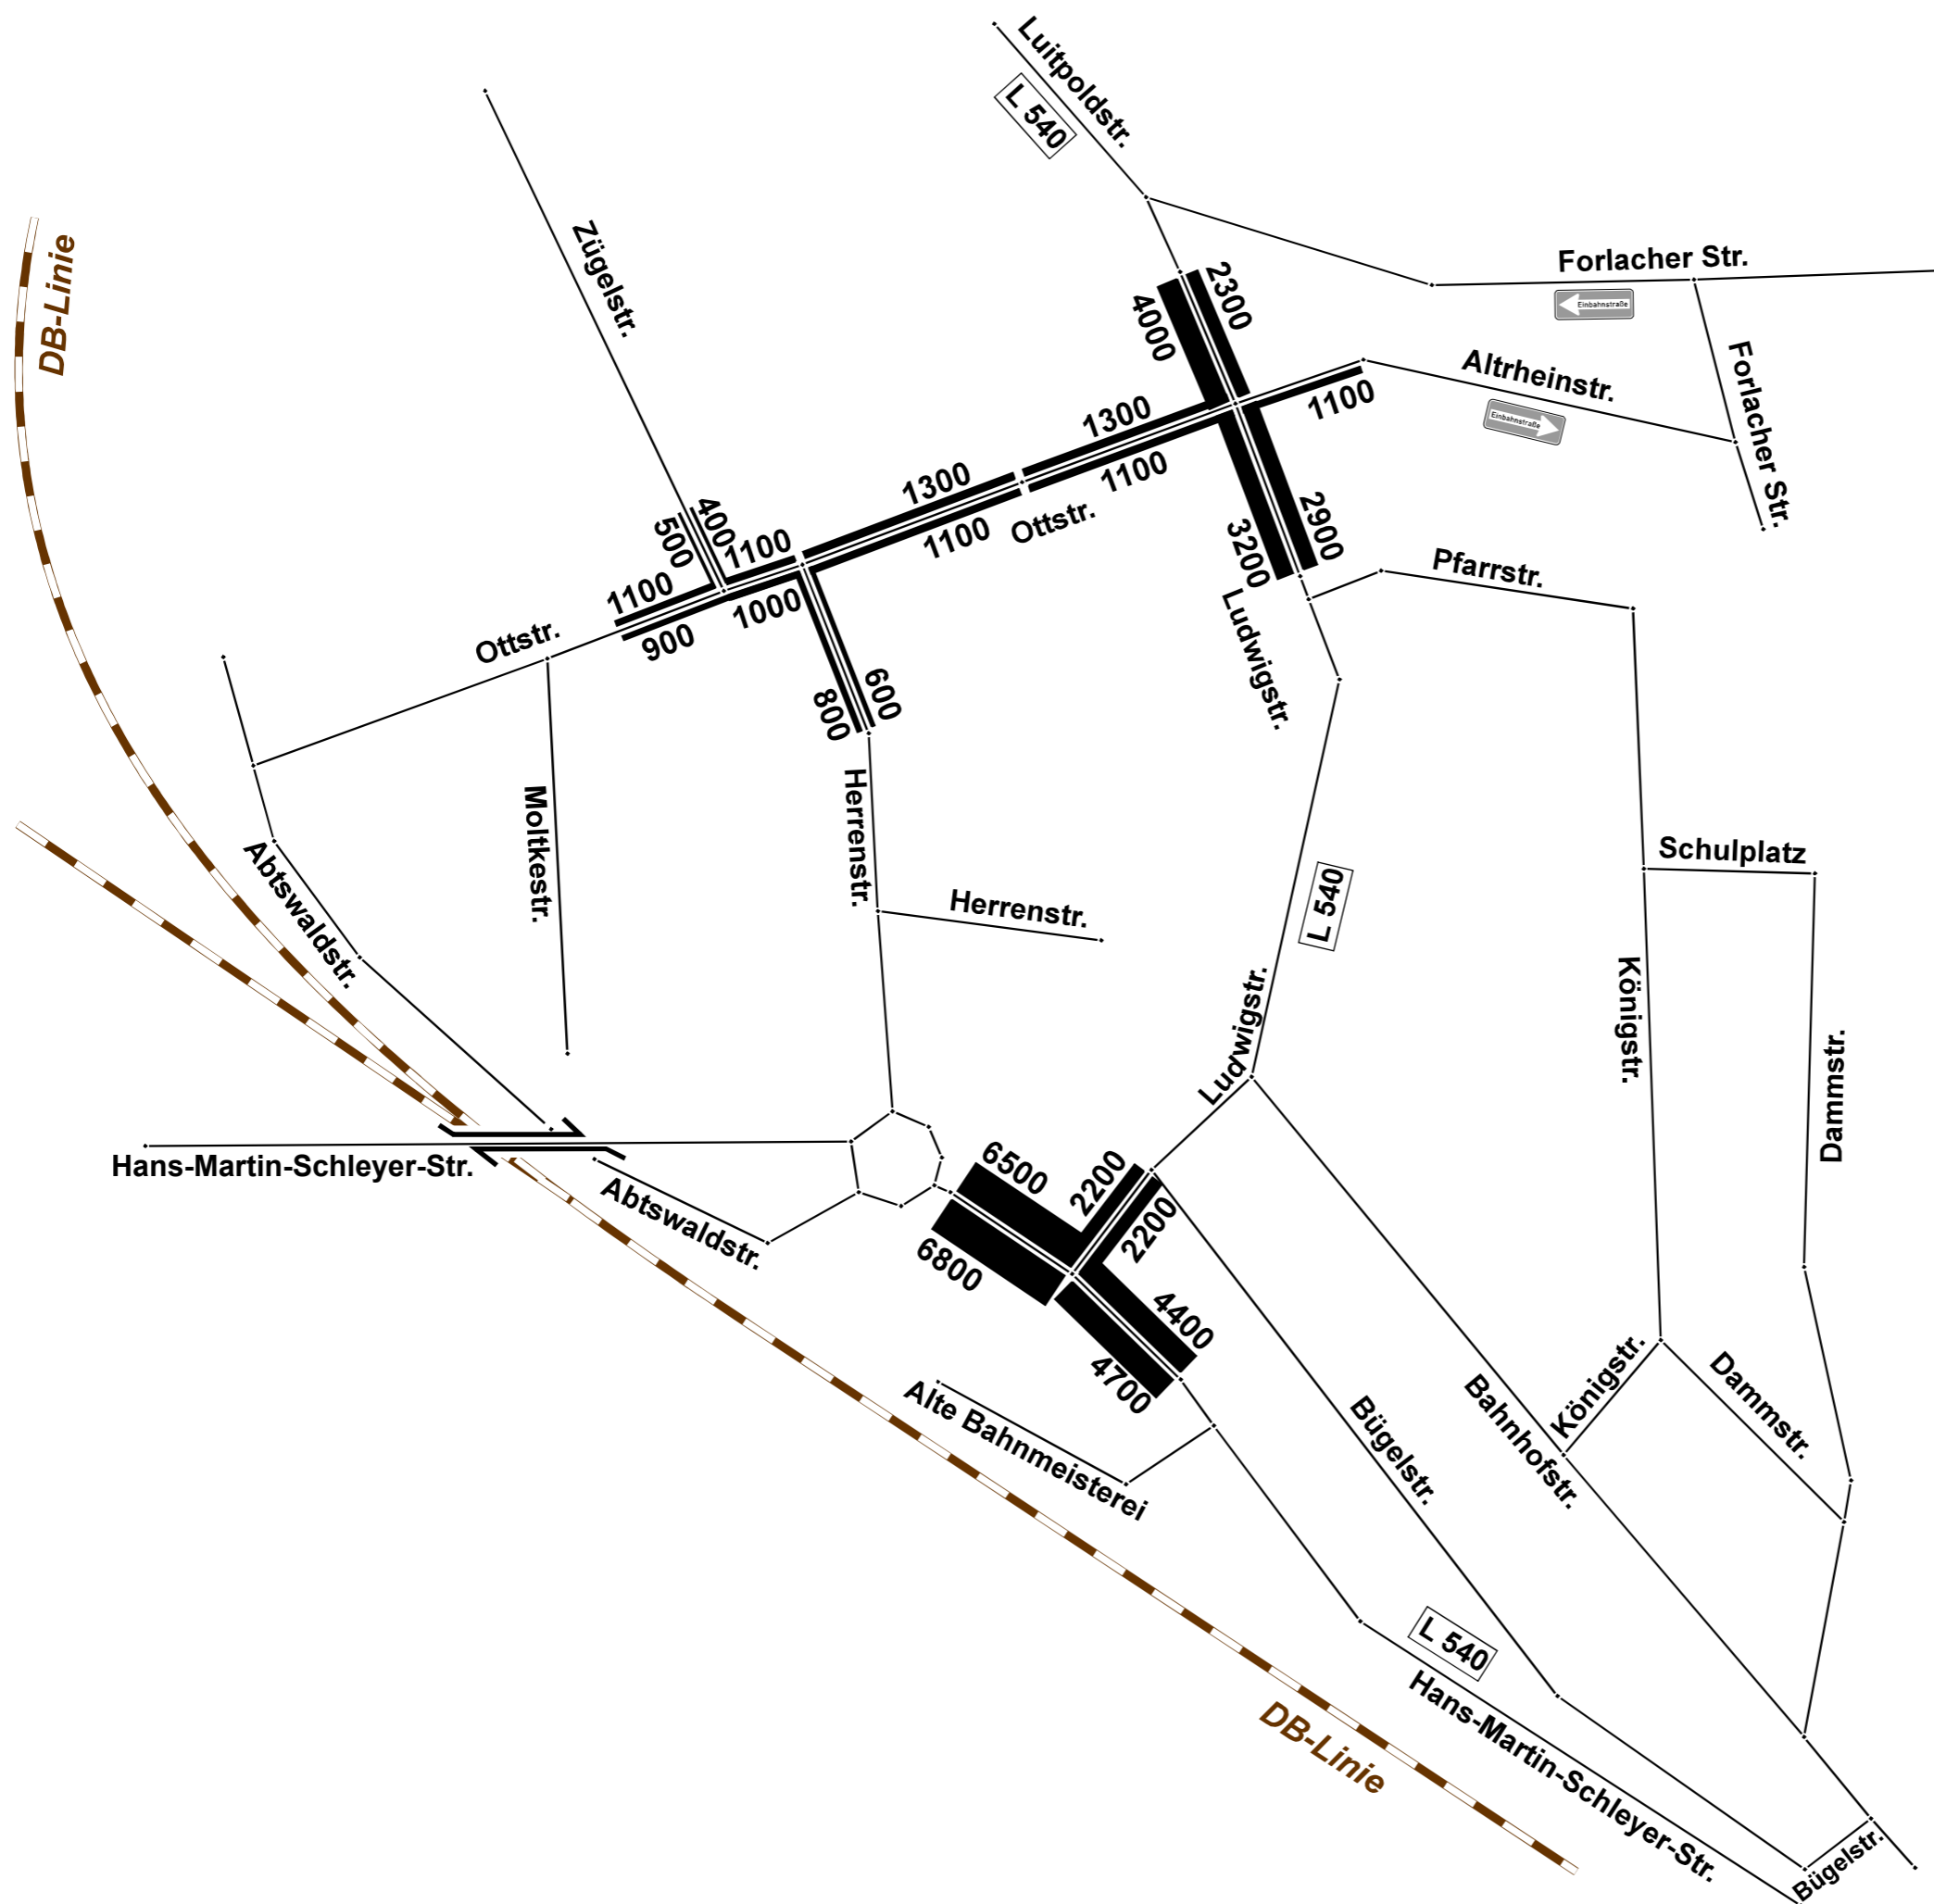 Luitpoldstr.
L 540
Zügelstr.
DB-Linie
Forlacher Str.
Einbahnstraße
2300
4000
Altrheinstr.
Einbahnstraße
Forlacher Str.
1300
1100
1300
1100
1100
Ottstr.
400
500
1100
1100
1000
900
Ottstr.
2900
3200
Pfarrstr.
Ludwigstr.
600
800
Herrenstr.
Moltkestr.
Abtswaldstr.
Herrenstr.
L 540
Schulplatz
Königstr.
Dammstr.
Ludwigstr.
Hans-Martin-Schleyer-Str.
Abtswaldstr.
6500
2200
2200
6800
4400
4700
Alte Bahnmeisterei
Bügelstr.
Bahnhofstr.
Königstr.
Dammstr.
L 540
Hans-Martin-Schleyer-Str.
DB-Linie
Bügelstr.